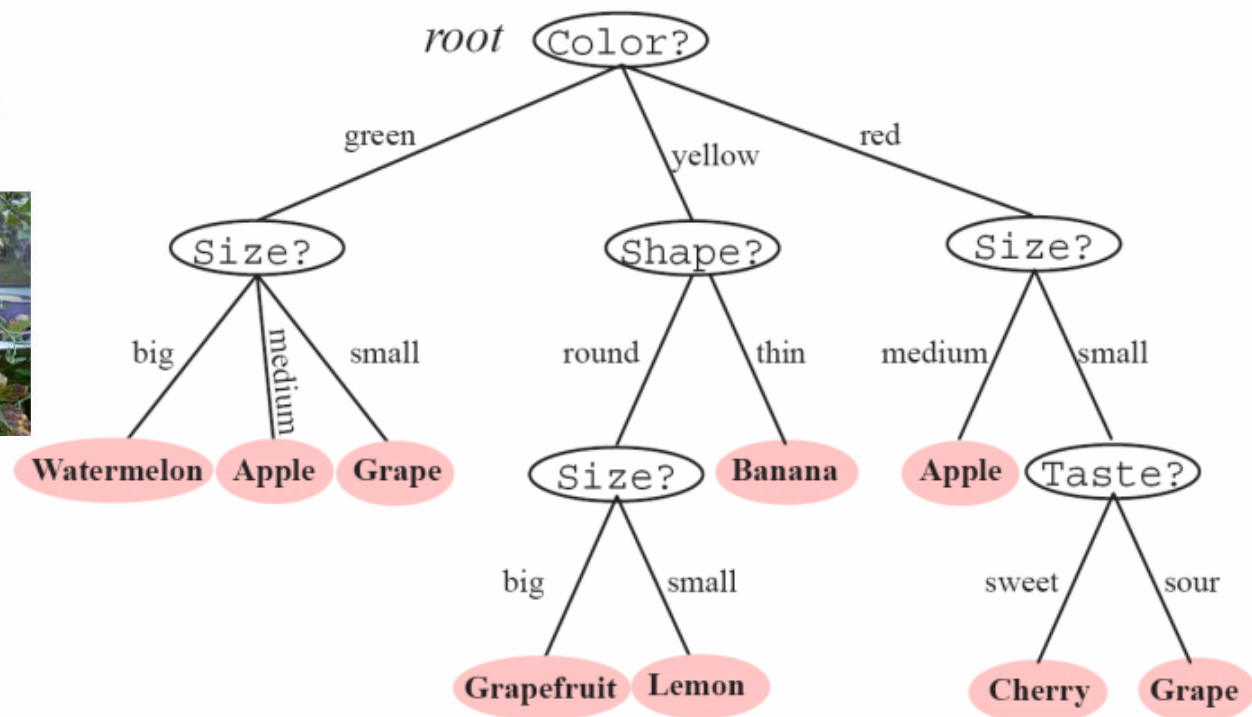 root Color?
green
yellow
red
Size?
Shape?
Size?
big
medium
small
round
thin
medium
small
Watermelon
Apple
Grape
Size?
Banana
Apple
Taste?
big
small
sweet
sour
Grapefruit
Lemon
Cherry
Grape